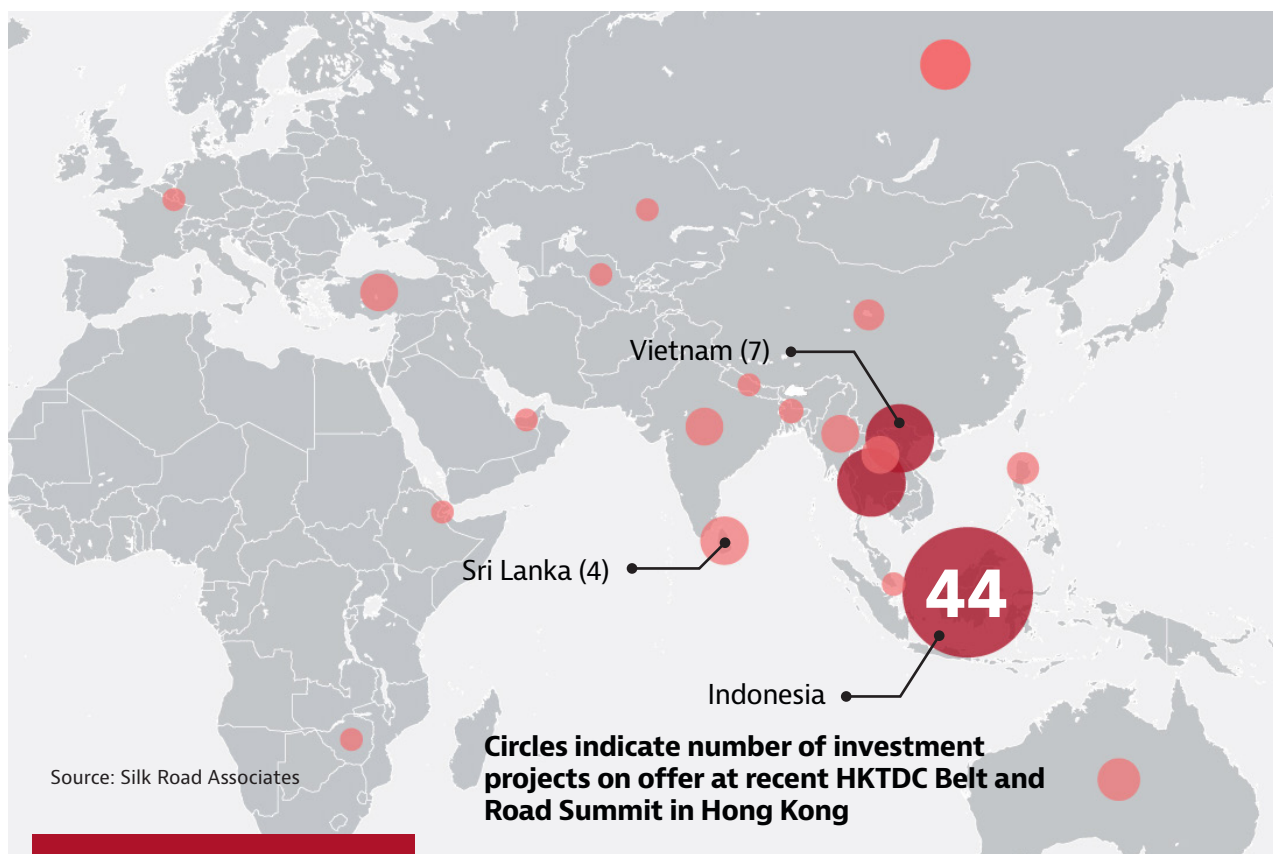 Vietnam (7)
Sri Lanka (4)
44
Indonesia
Circles indicate number of investment
projects on offer at recent HKTDC Belt and
Road Summit in Hong Kong
Source: Silk Road Associates